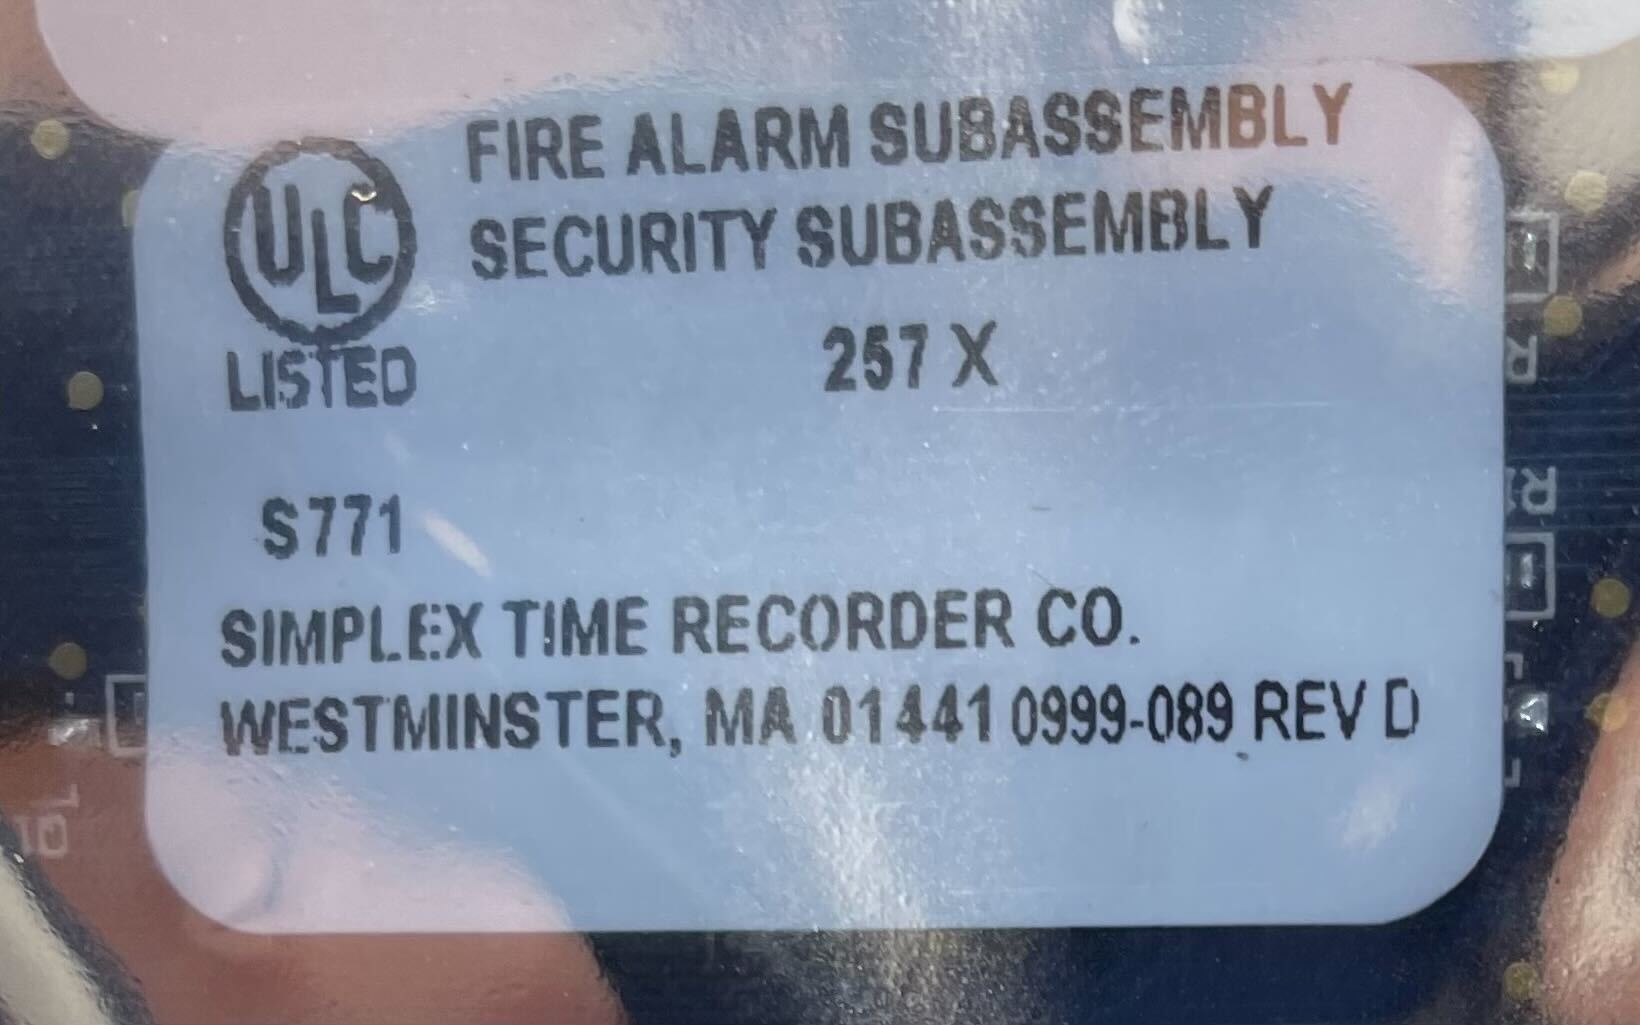 FIRE ALARM SUBASSEMBLY
SECURITY SUBASSEMBLY
ULC
LISTED
257 X
S771
SIMPLEX TIME RECORDER CO.
WESTMINSTER, MA 01441 0999-089 REV D
R
R